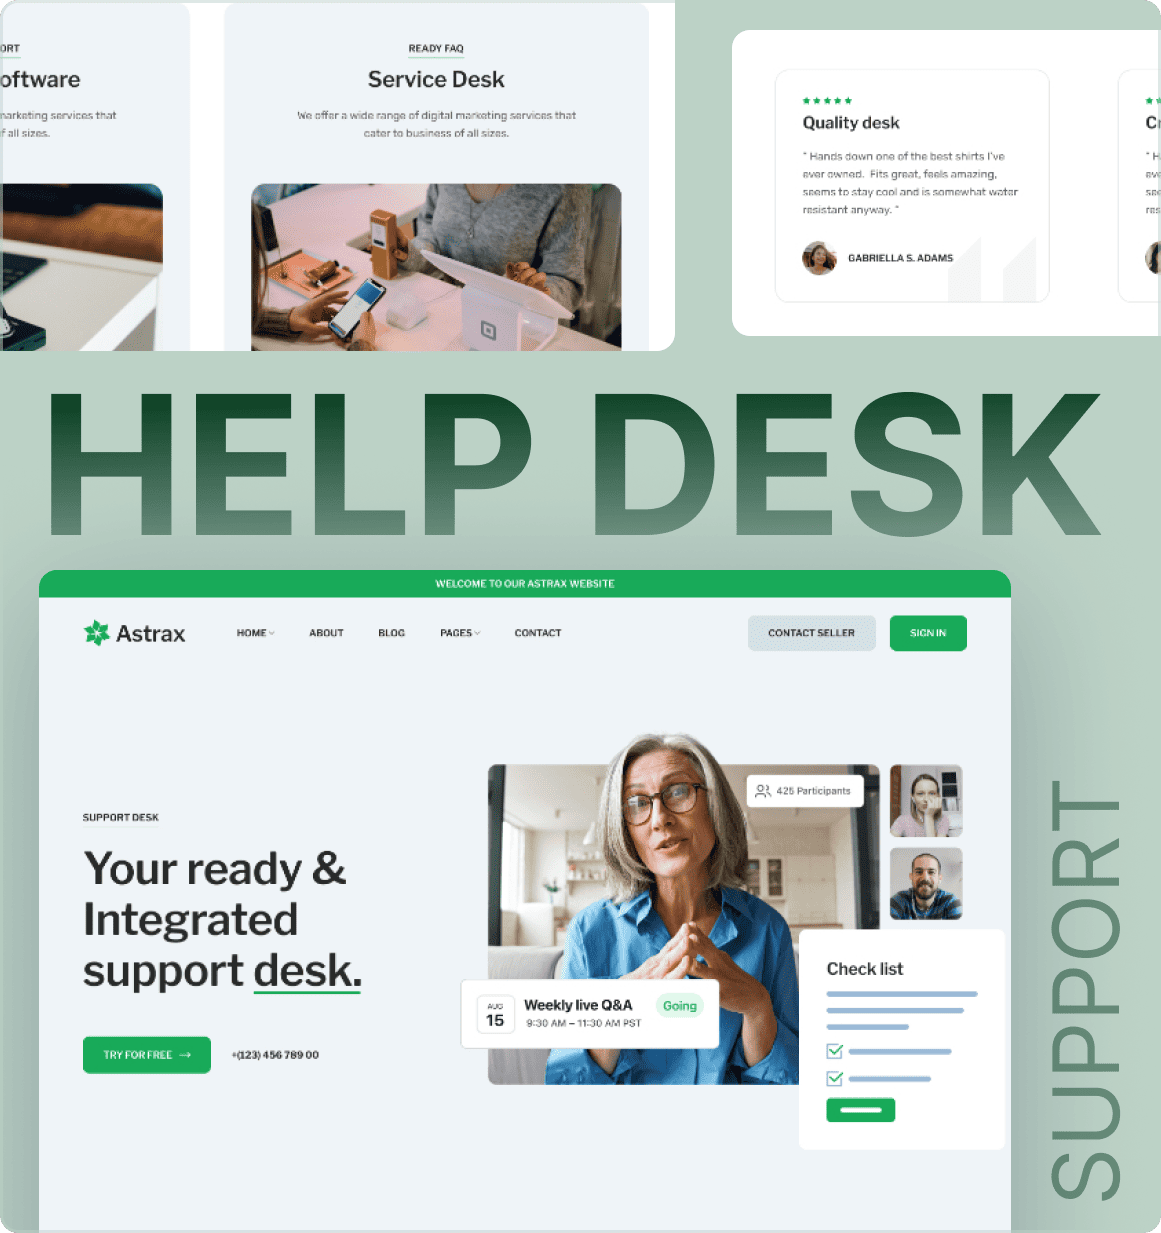 ORT
oftware
marketing services that
f all sizes.
READY FAQ
Service Desk
We offer a wide range of digital marketing services that
cater to business of all sizes.
Quality desk
" Hands down one of the best shirts I've
ever owned. Fits great, feels amazing,
seems to stay cool and is somewhat water
resistant anyway. "
GABRIELLA S. ADAMS
C
" H
eve
see
res
HELP DESK
WELCOME TO OUR ASTRAX WEBSITE
Astrax
HOME
ABOUT
BLOG
PAGES
CONTACT
CONTACT SELLER
SIGN IN
SUPPORT DESK
Your ready &
Integrated
support desk.
TRY FOR FREE →
+(123) 456 789 00
425 Participants
AUG
15
Weekly live Q&A
9:30 AM – 11:30 AM PST
Going
Check list
SUPPORT